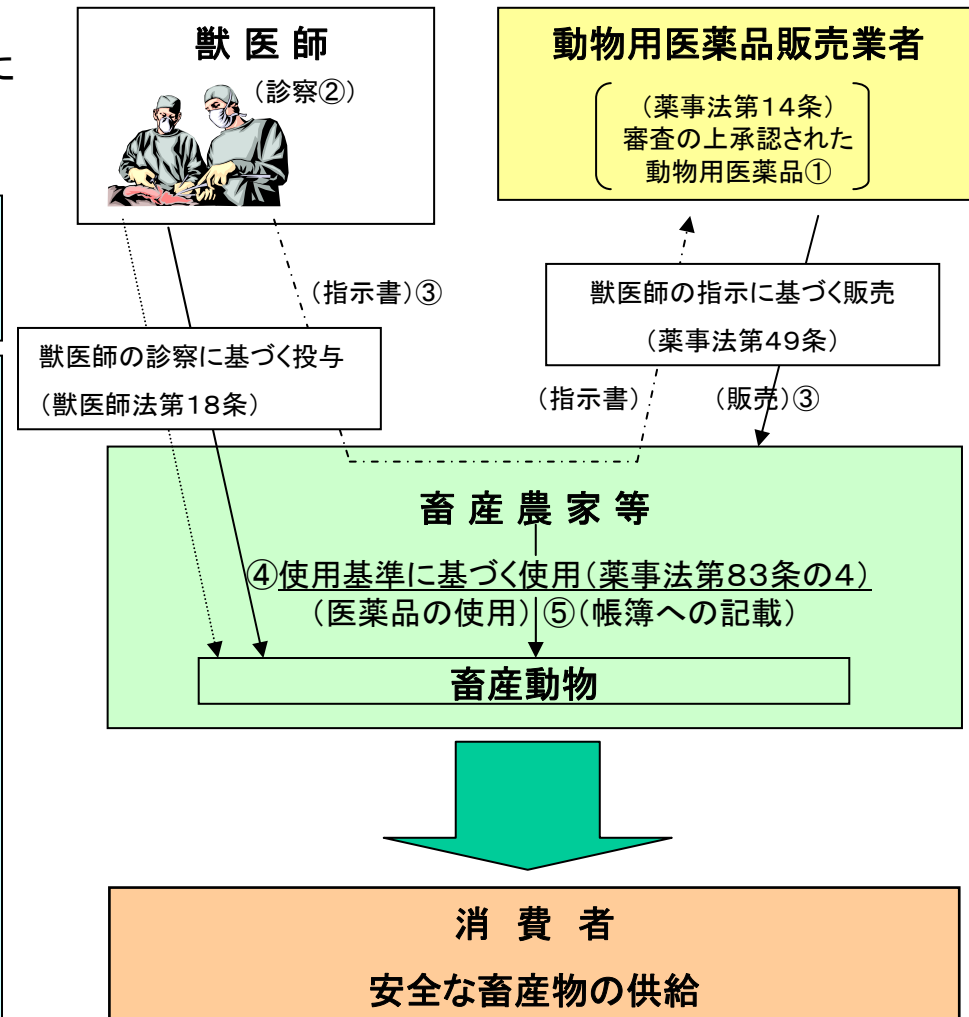 に
獣医師
(診察②)
動物用医薬品販売業者
(薬事法第14条)
審査の上承認された
動物用医薬品①
(指示書)③
獣医師の指示に基づく販売
(薬事法第49条)
獣医師の診察に基づく投与
(獣医師法第18条)
(指示書)
(販売)③
畜産農家等
④使用基準に基づく使用(薬事法第83条の4)
(医薬品の使用)⑤(帳簿への記載)
畜産動物
消費者
安全な畜産物の供給